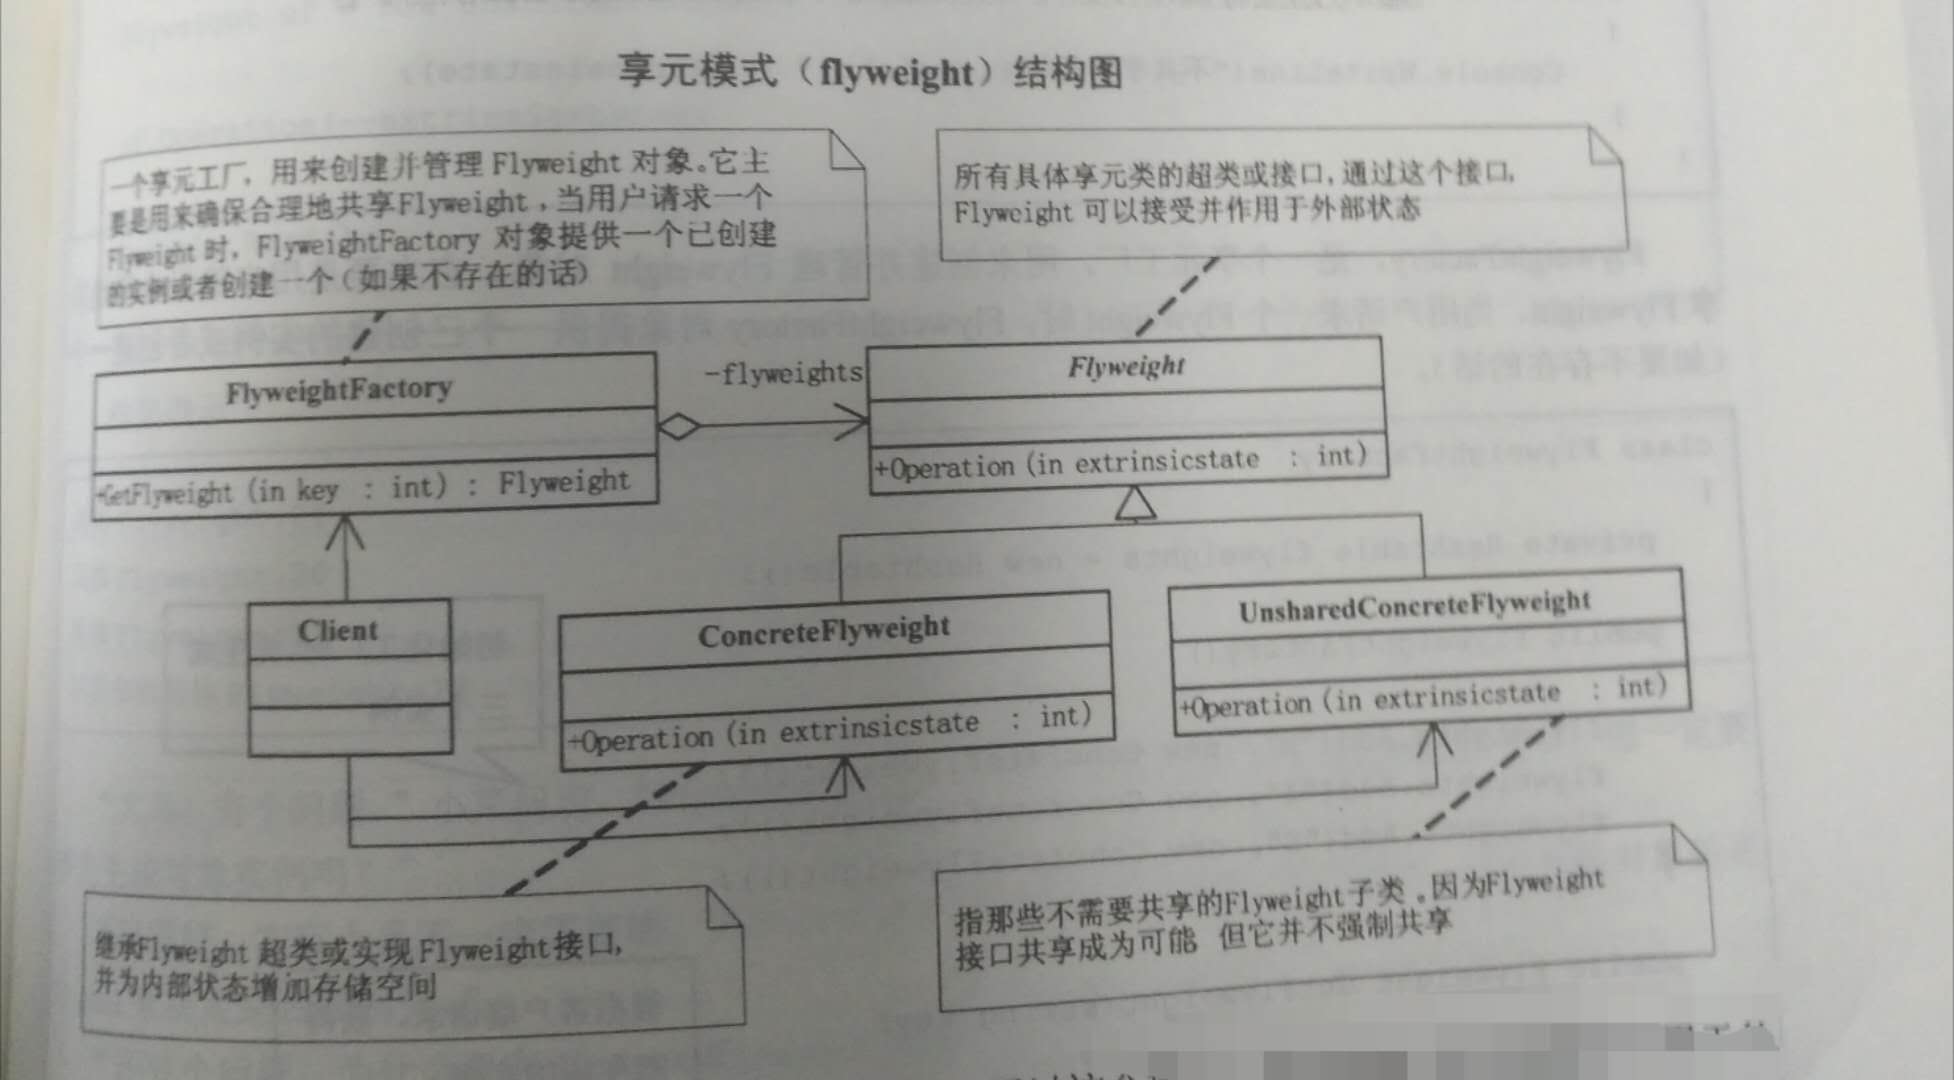 享元模式（flyweight）结构图
一个享元工厂，用来创建并管理 Flyweight 对象。它主
要是用来确保合理地共享Flyweight，当用户请求一个
Flyweight 时，FlyweightFactory 对象提供一个已创建
的实例或者创建一个（如果不存在的话）
所有具体享元类的超类或接口，通过这个接口，
Flyweight 可以接受并作用于外部状态
FlyweightFactory
+GetFlyweight (in key : int) : Flyweight
-flyweights
Flyweight
+Operation (in extrinsicstate : int)
Client
ConcreteFlyweight
+Operation (in extrinsicstate : int)
UnsharedConcreteFlyweight
+Operation (in extrinsicstate : int)
继承Flyweight 超类或实现 Flyweight接口，
并为内部状态增加存储空间
指那些不需要共享的Flyweight子类。因为Flyweight
接口共享成为可能 但它并不强制共享